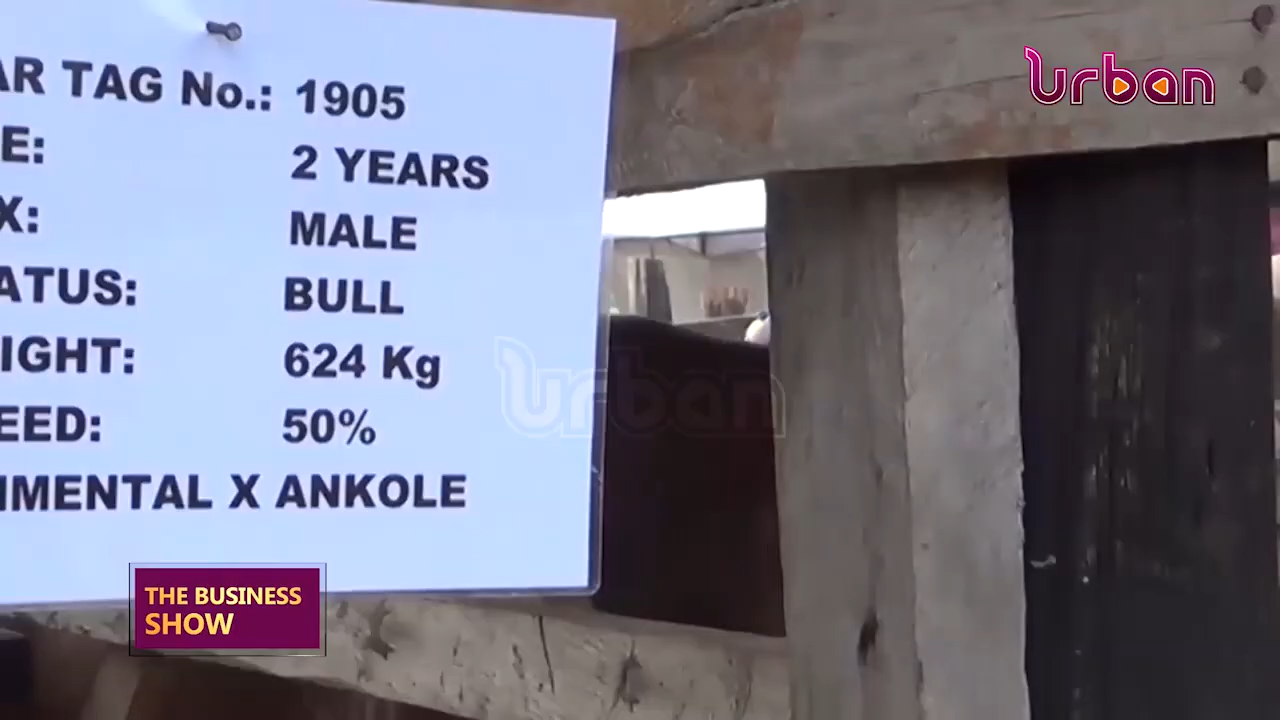 AR TAG No.: 1905
E: 2 YEARS
X: MALE
ATUS: BULL
IGHT: 624 Kg
EED: 50%
IMENTAL X ANKOLE
Urban
Urban
THE BUSINESS
SHOW